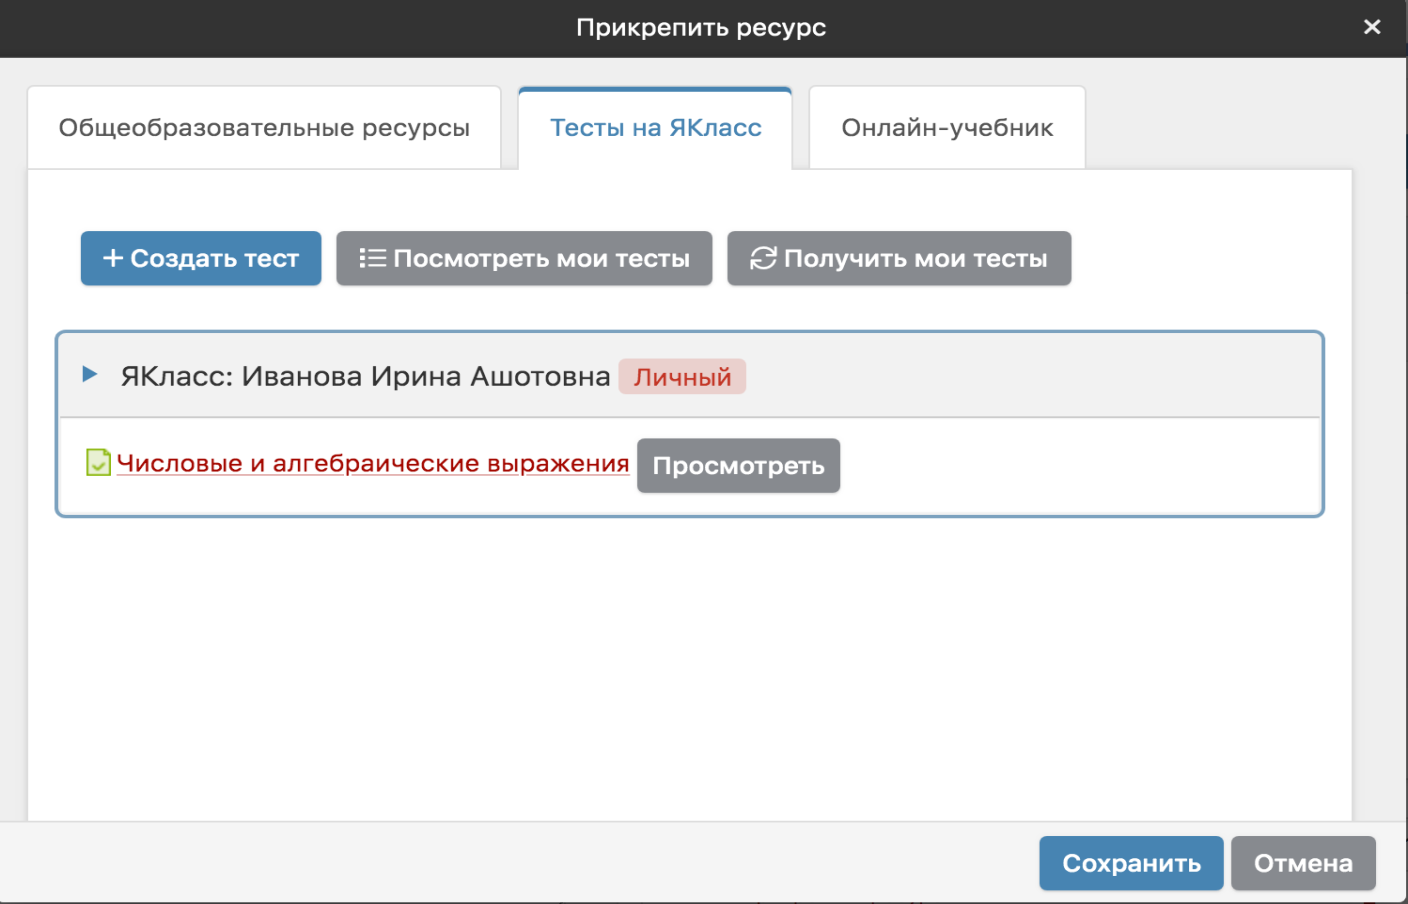 Прикрепить ресурс
Общеобразовательные ресурсы
Тесты на ЯКласс
Онлайн-учебник
Создать тест
Посмотреть мои тесты
Получить мои тесты
ЯКласс: Иванова Ирина Ашотовна Личный
Числовые и алгебраические выражения Просмотреть
Сохранить
Отмена